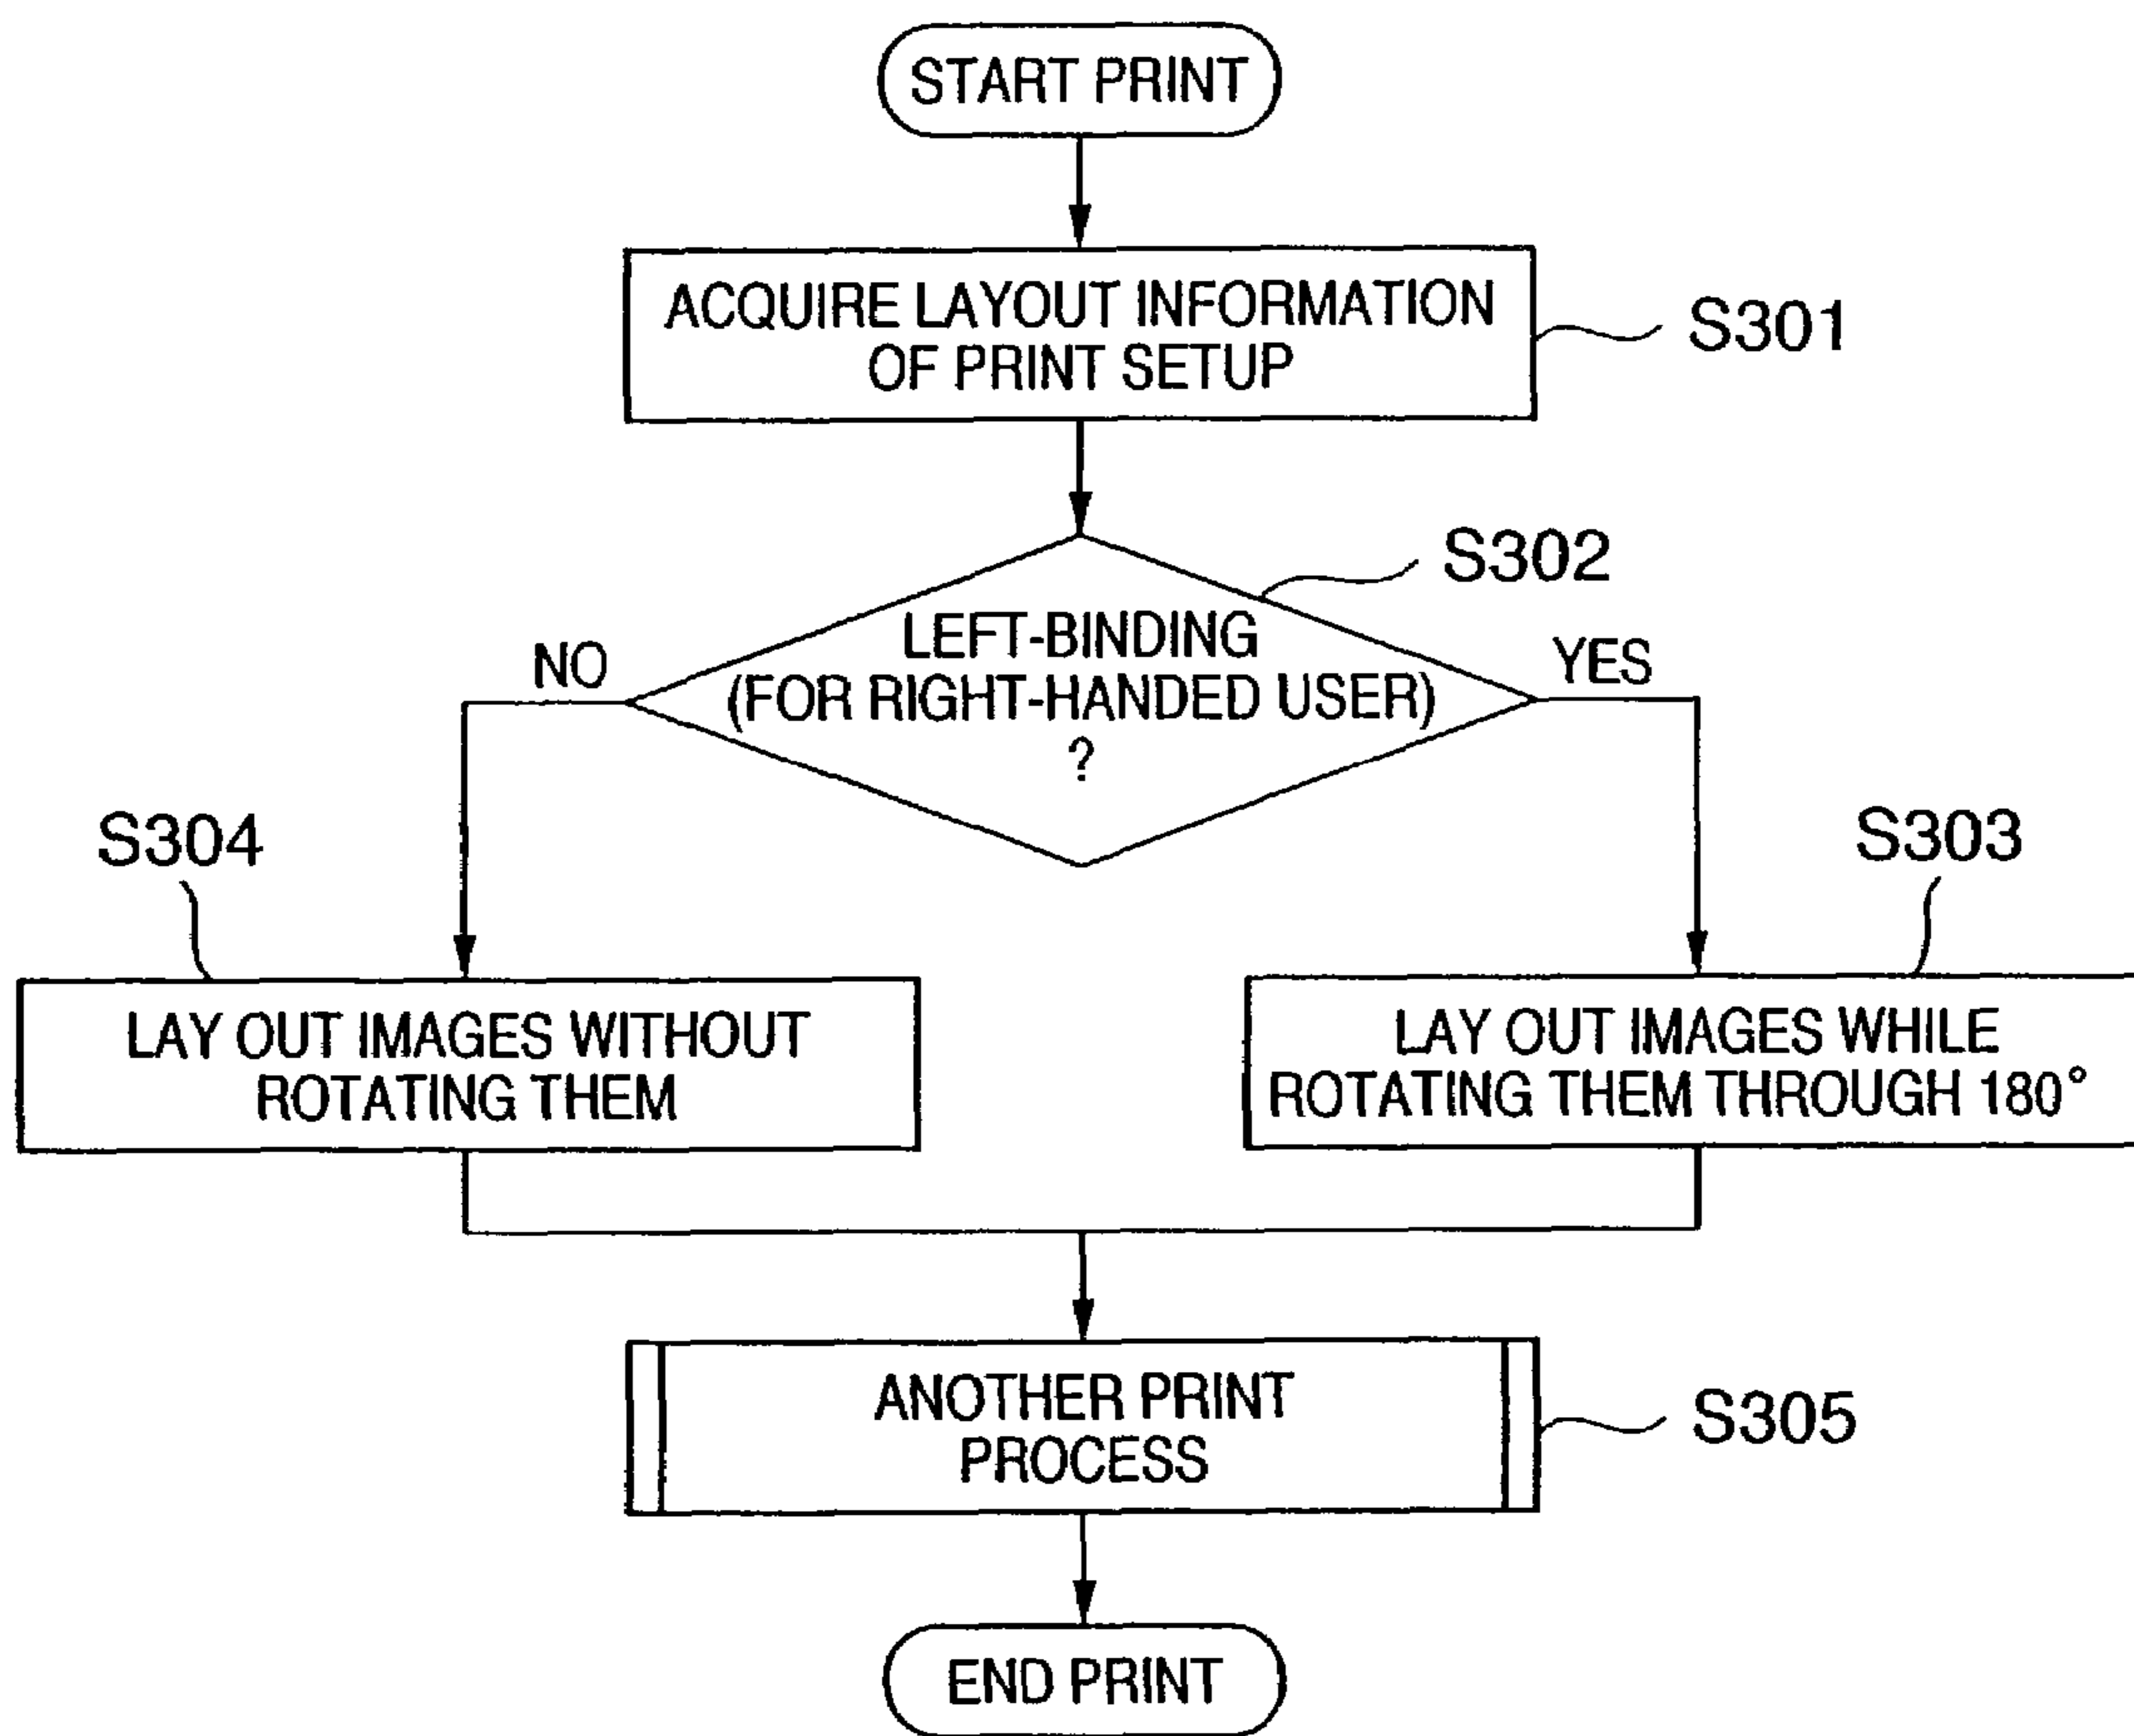 START PRINT
ACQUIRE LAYOUT INFORMATION
OF PRINT SETUP
S301
S302
LEFT-BINDING
(FOR RIGHT-HANDED USER)
?
NO
YES
S304
S303
LAY OUT IMAGES WITHOUT
ROTATING THEM
LAY OUT IMAGES WHILE
ROTATING THEM THROUGH 180°
ANOTHER PRINT
PROCESS
S305
END PRINT